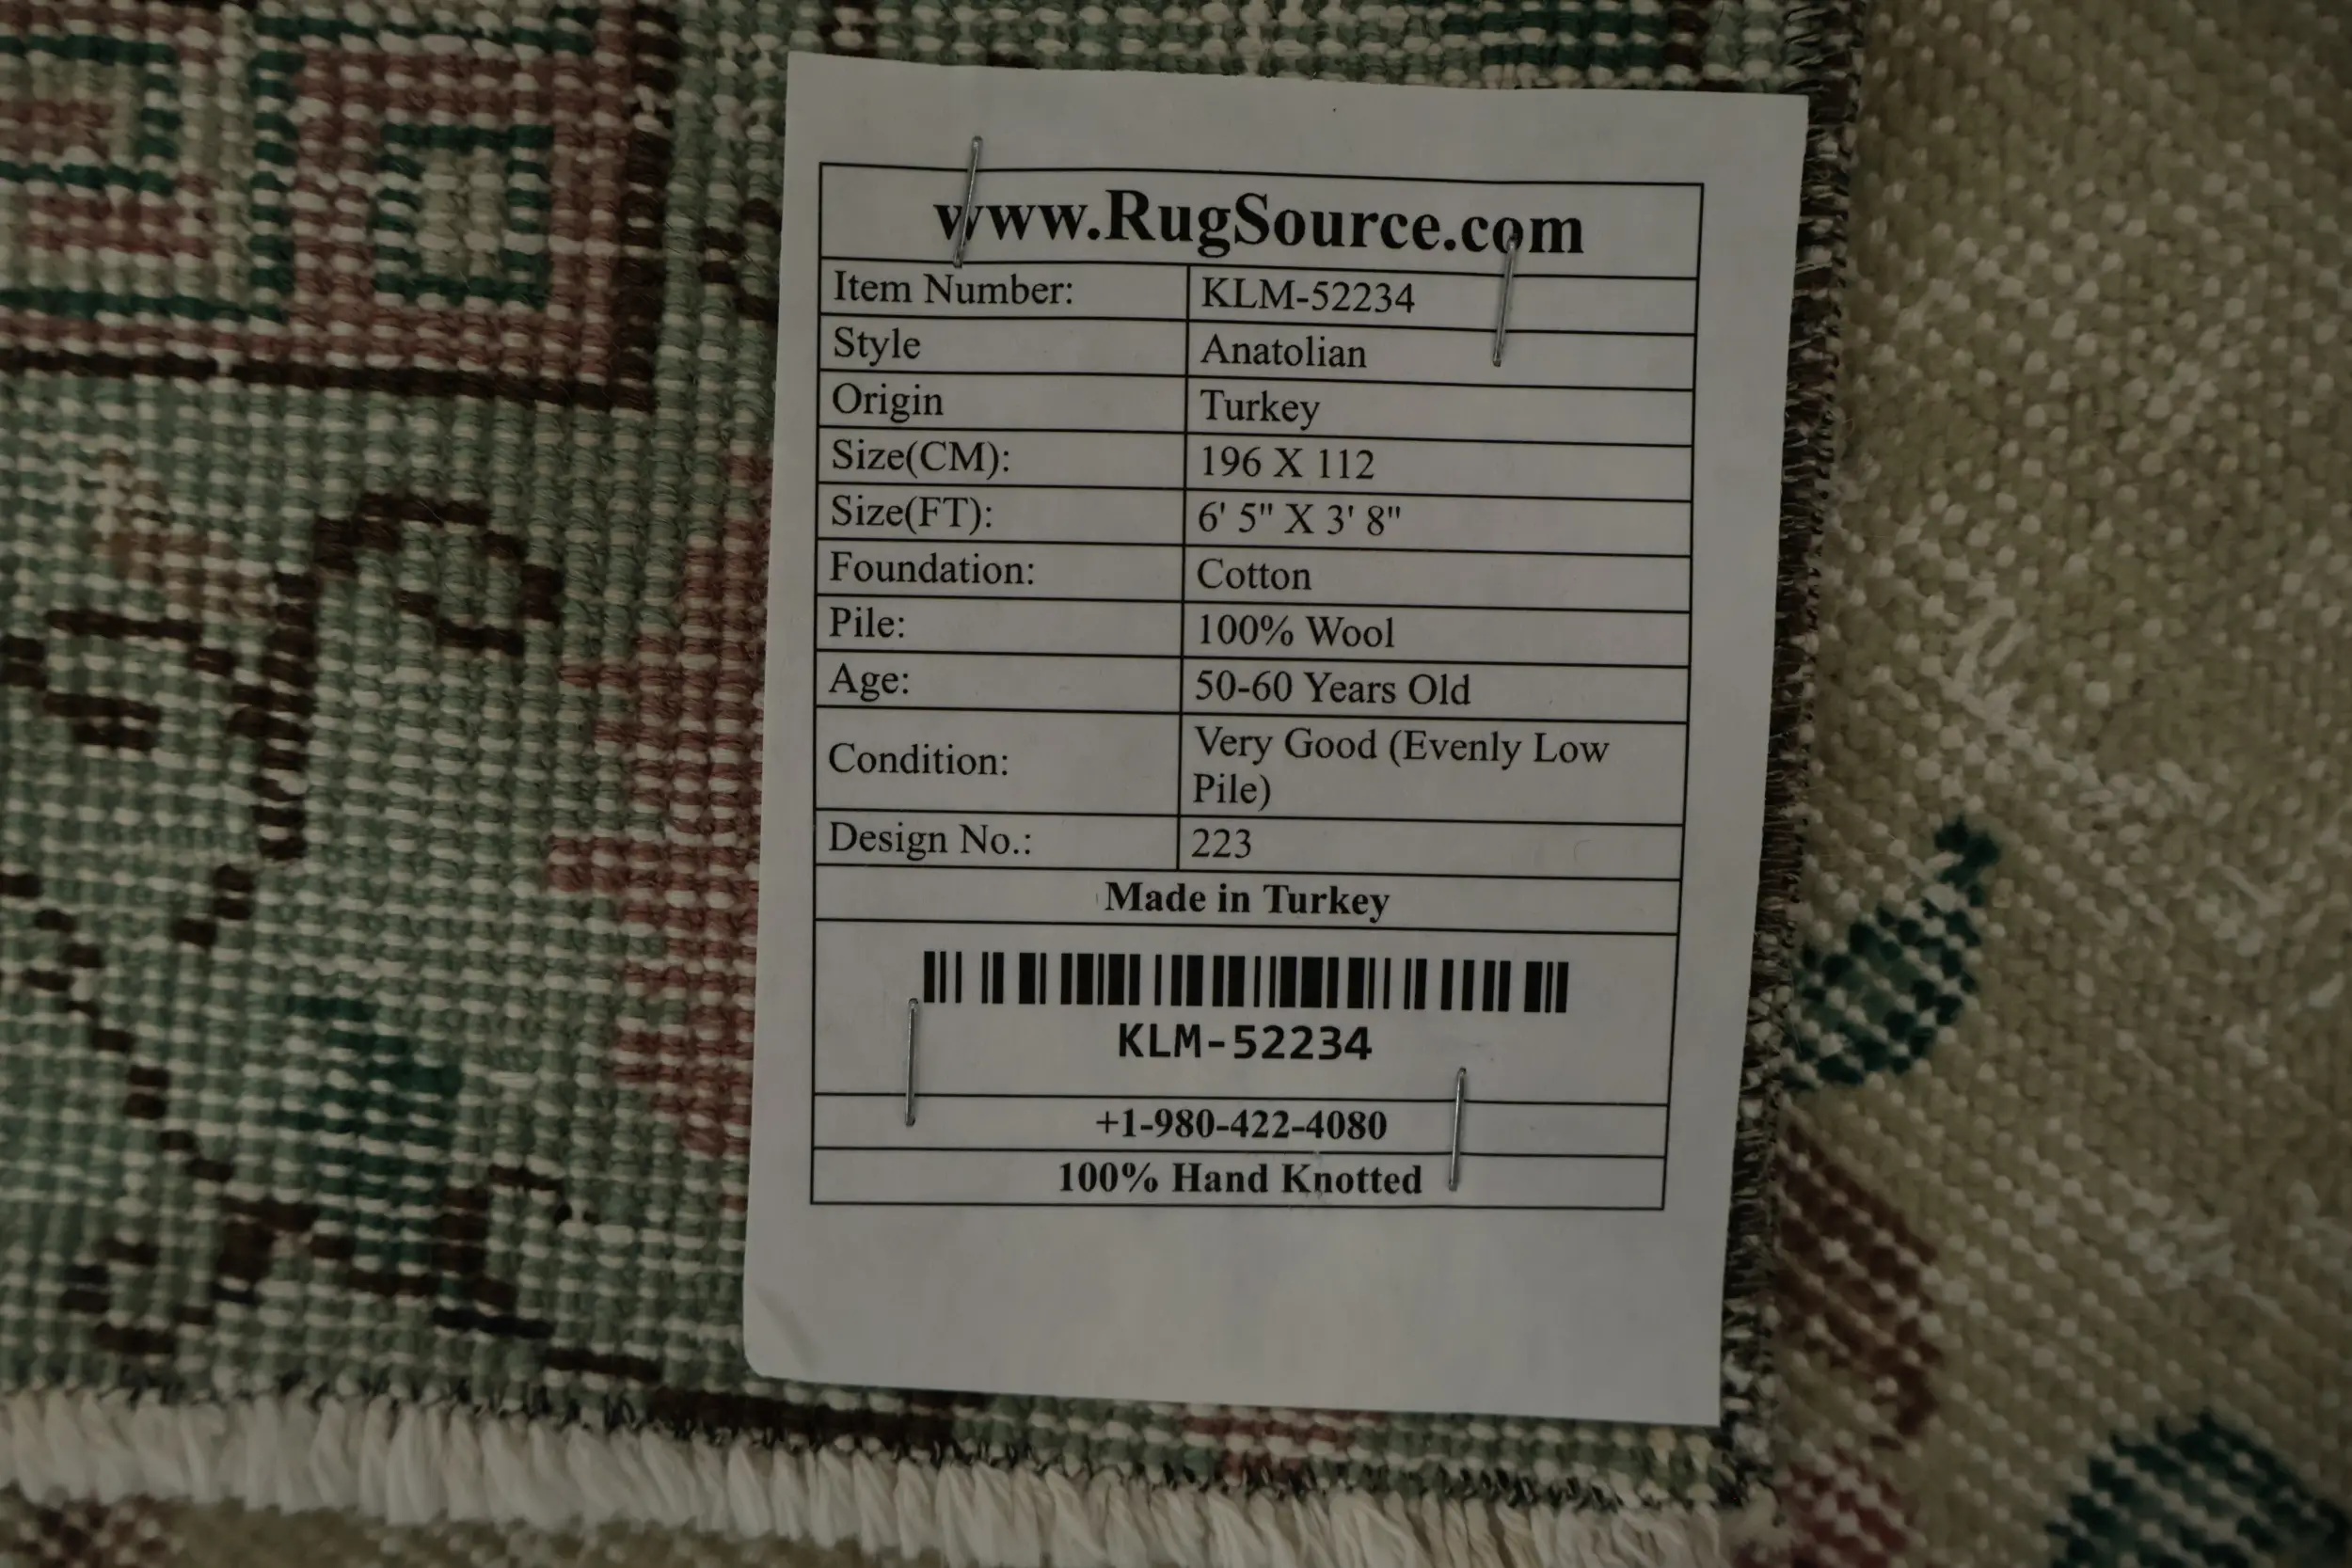 www.RugSource.com
Item Number: KLM-52234
Style Anatolian
Origin Turkey
Size(CM): 196 X 112
Size(FT): 6' 5" X 3' 8"
Foundation: Cotton
Pile: 100% Wool
Age: 50-60 Years Old
Condition: Very Good (Evenly Low
Pile)
Design No.: 223
Made in Turkey
KLM-52234
+1-980-422-4080
100% Hand Knotted